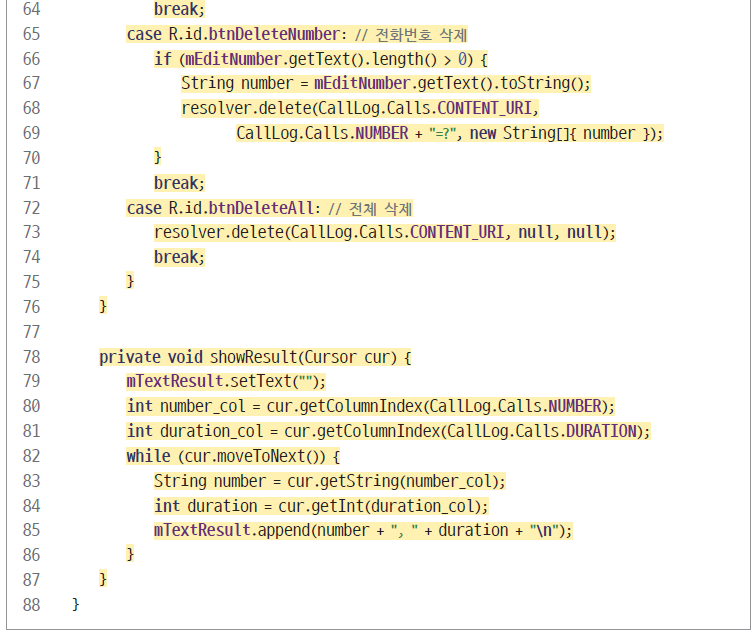 64 break;
65 case R.id.btnDeleteNumber: // 전화번호 삭제
66 if (mEditNumber.getText().length() > 0) {
67 String number = mEditNumber.getText().toString();
68 resolver.delete(CallLog.Calls.CONTENT_URI,
69 CallLog.Calls.NUMBER + "=?", new String[]{ number });
70 }
71 break;
72 case R.id.btnDeleteAll: // 전체 삭제
73 resolver.delete(CallLog.Calls.CONTENT_URI, null, null);
74 break;
75 }
76 }
77
78 private void showResult(Cursor cur) {
79 mTextResult.setText("");
80 int number_col = cur.getColumnIndex(CallLog.Calls.NUMBER);
81 int duration_col = cur.getColumnIndex(CallLog.Calls.DURATION);
82 while (cur.moveToNext()) {
83 String number = cur.getString(number_col);
84 int duration = cur.getInt(duration_col);
85 mTextResult.append(number + ", " + duration + "\n");
86 }
87 }
88 }